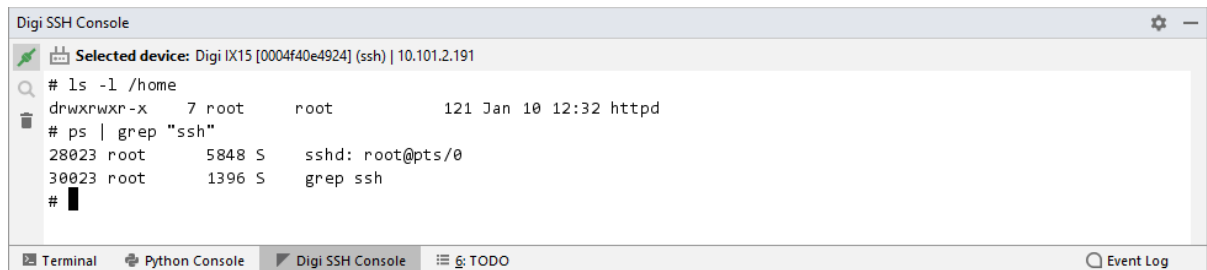 Digi SSH Console
Selected device: Digi IX15 [0004f40e4924] (ssh) | 10.101.2.191
# ls -l /home
drwxrwxr-x    7 root     root           121 Jan 10 12:32 httpd
# ps | grep "ssh"
28023 root      5848 S    sshd: root@pts/0
30023 root      1396 S    grep ssh
#
Terminal Python Console Digi SSH Console 6: TODO Event Log